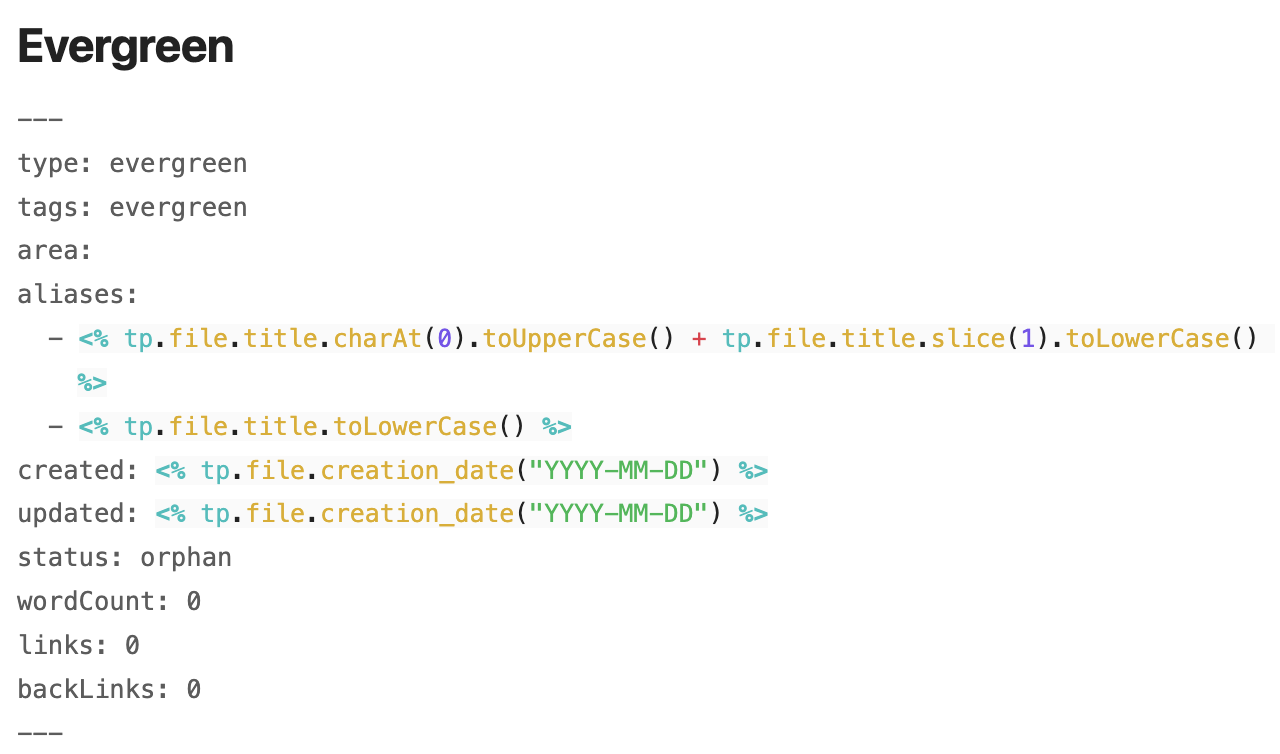 Evergreen
---
type: evergreen
tags: evergreen
area:
aliases:
  - <% tp.file.title.charAt(0).toUpperCase() + tp.file.title.slice(1).toLowerCase()
%>
  - <% tp.file.title.toLowerCase() %>
created: <% tp.file.creation_date("YYYY-MM-DD") %>
updated: <% tp.file.creation_date("YYYY-MM-DD") %>
status: orphan
wordCount: 0
links: 0
backLinks: 0
---